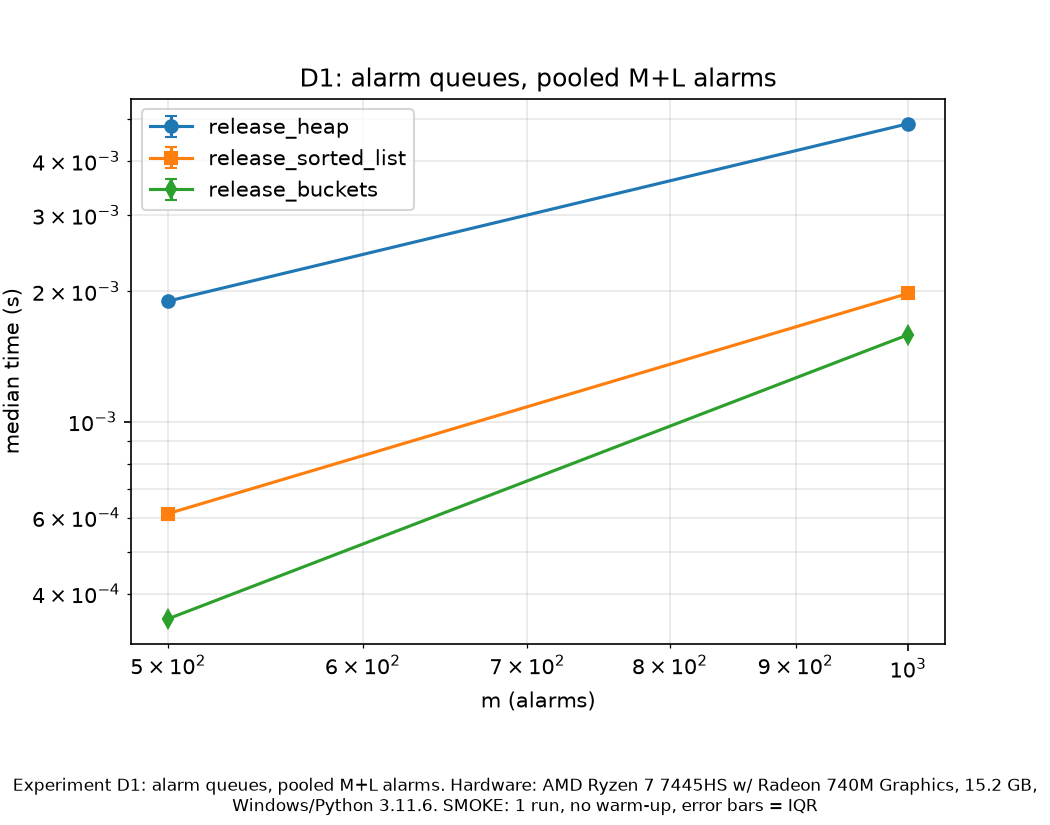 D1: alarm queues, pooled M+L alarms
release_heap
release_sorted_list
release_buckets
median time (s)
4 × 10⁻³
3 × 10⁻³
2 × 10⁻³
10⁻³
6 × 10⁻⁴
4 × 10⁻⁴
5 × 10² 6 × 10² 7 × 10² 8 × 10² 9 × 10² 10³
m (alarms)
Experiment D1: alarm queues, pooled M+L alarms. Hardware: AMD Ryzen 7 7445HS w/ Radeon 740M Graphics, 15.2 GB,
Windows/Python 3.11.6. SMOKE: 1 run, no warm-up, error bars = IQR